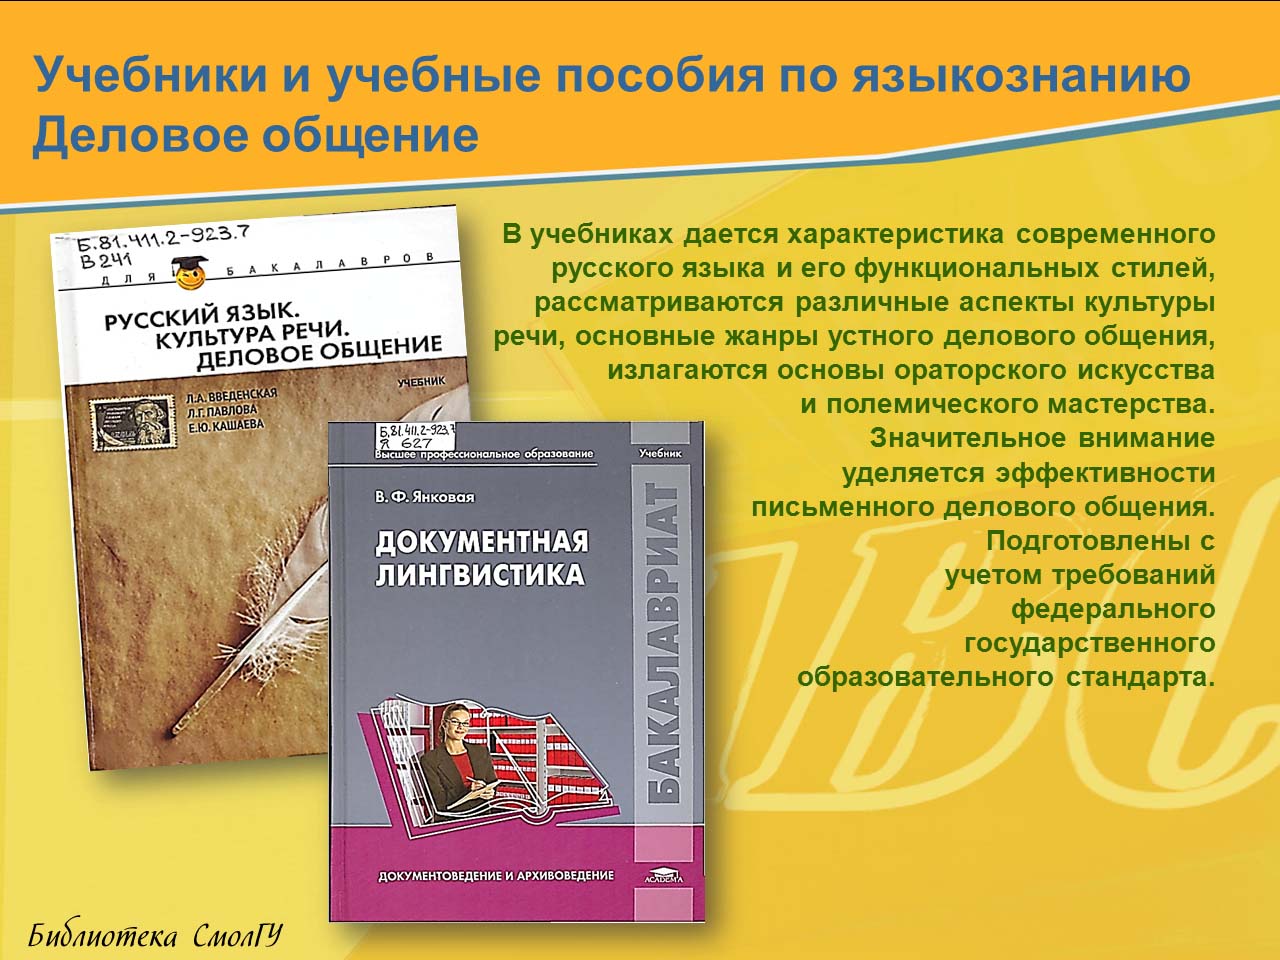 Учебники и учебные пособия по языкознанию
Деловое общение
Б.81.411.2-923.7
В 241
ДЛЯ БАКАЛАВРОВ
РУССКИЙ ЯЗЫК.
КУЛЬТУРА РЕЧИ.
ДЕЛОВОЕ ОБЩЕНИЕ
УЧЕБНИК
Л.А. ВВЕДЕНСКАЯ
Л.Г. ПАВЛОВА
Е.Ю. КАШАЕВА
Б.81.411.2-923.7
Я 627
Высшее профессиональное образование
Учебник
В. Ф. ЯНКОВАЯ
ДОКУМЕНТНАЯ
ЛИНГВИСТИКА
БАКАЛАВРИАТ
ДОКУМЕНТОВЕДЕНИЕ И АРХИВОВЕДЕНИЕ
ACADEMA
В учебниках дается характеристика современного
русского языка и его функциональных стилей,
рассматриваются различные аспекты культуры
речи, основные жанры устного делового общения,
излагаются основы ораторского искусства
и полемического мастерства.
Значительное внимание
уделяется эффективности
письменного делового общения.
Подготовлены с
учетом требований
федерального
государственного
образовательного стандарта.
Библиотека СмолГУ